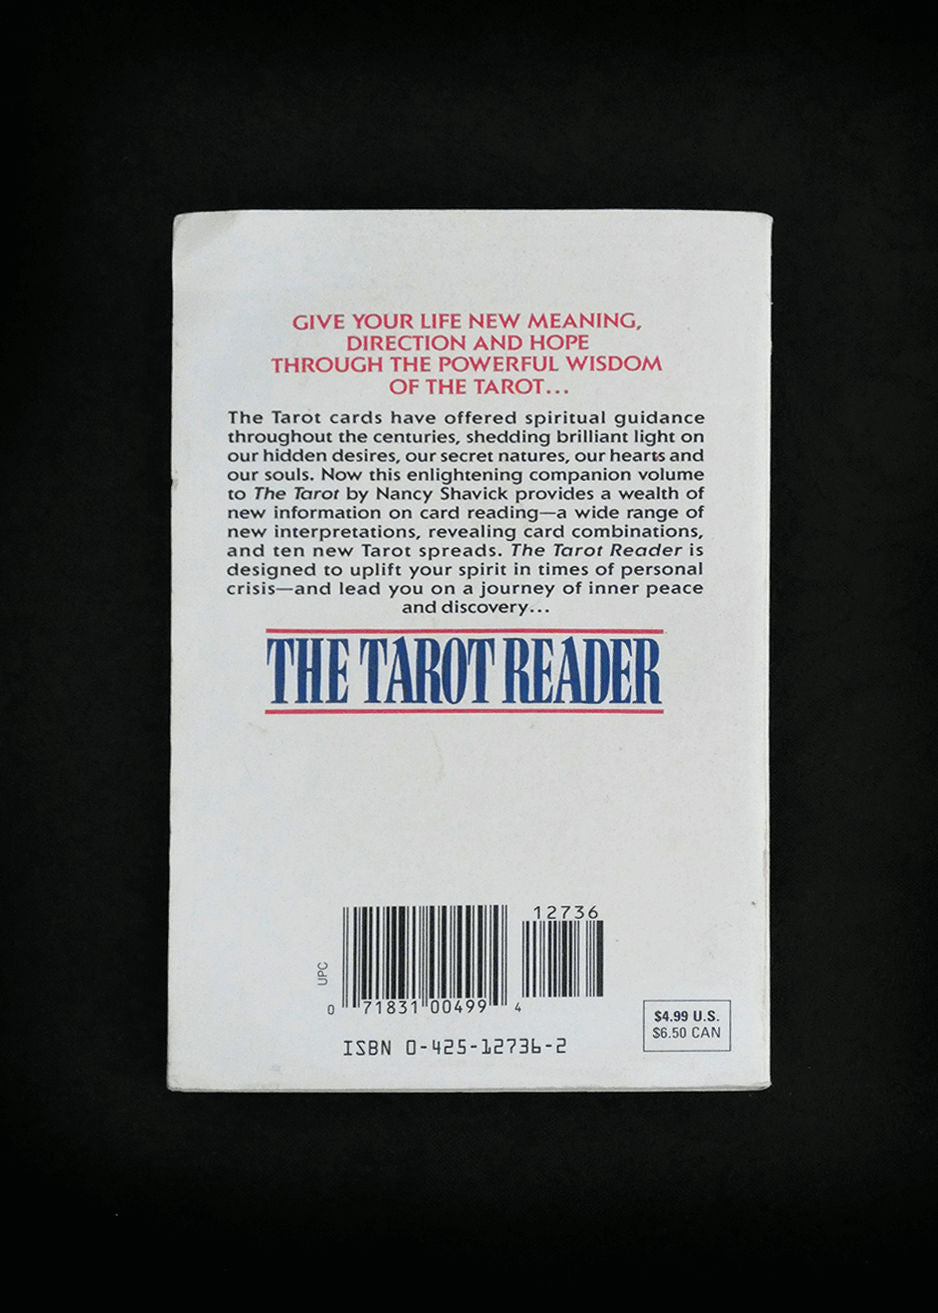 GIVE YOUR LIFE NEW MEANING,
DIRECTION AND HOPE
THROUGH THE POWERFUL WISDOM
OF THE TAROT...
The Tarot cards have offered spiritual guidance
throughout the centuries, shedding brilliant light on
our hidden desires, our secret natures, our hearts and
our souls. Now this enlightening companion volume
to The Tarot by Nancy Shavick provides a wealth of
new information on card reading—a wide range of
new interpretations, revealing card combinations,
and ten new Tarot spreads. The Tarot Reader is
designed to uplift your spirit in times of personal
crisis—and lead you on a journey of inner peace
and discovery...
THE TAROT READER
12736
UPC
0 71831 00499 4
$4.99 U.S.
$6.50 CAN
ISBN 0-425-12736-2